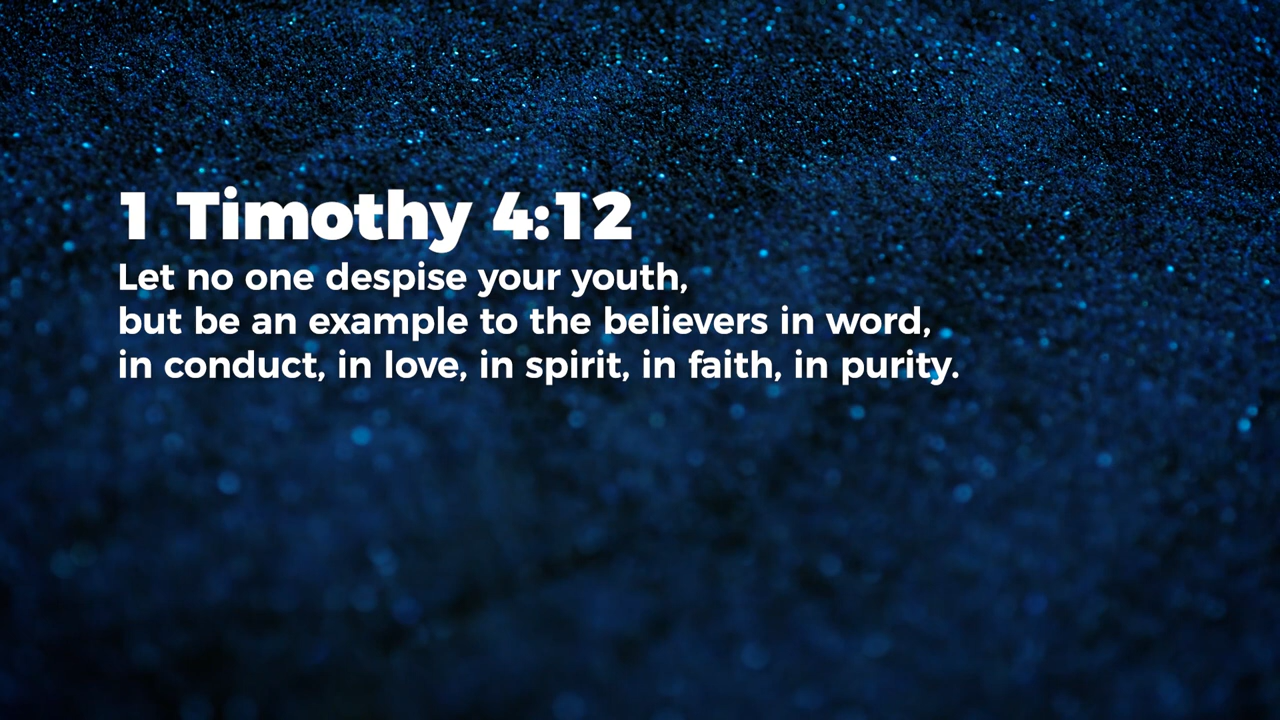 1 Timothy 4:12
Let no one despise your youth,
but be an example to the believers in word,
in conduct, in love, in spirit, in faith, in purity.